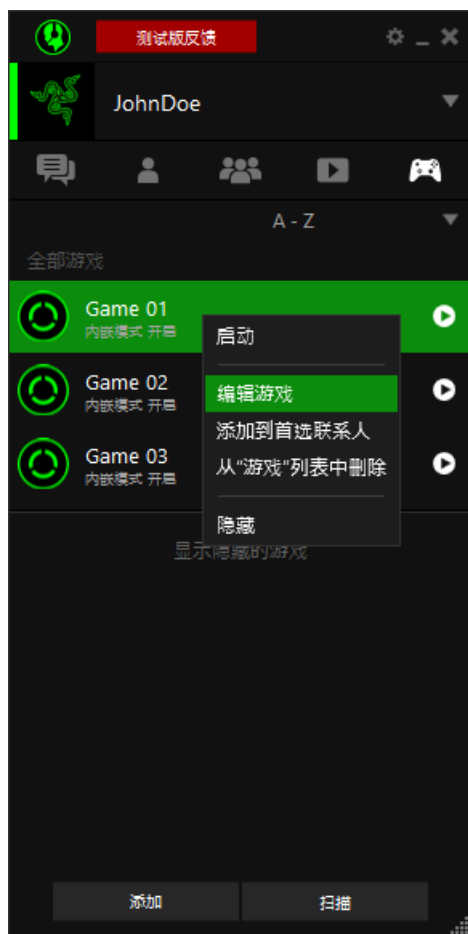 测试版反馈
JohnDoe
A - Z
全部游戏
Game 01
内嵌模式 开启
启动
编辑游戏
Game 02
内嵌模式 开启
添加到首选联系人
Game 03
从“游戏”列表中删除
内嵌模式 开启
隐藏
显示隐藏的游戏
添加
扫描